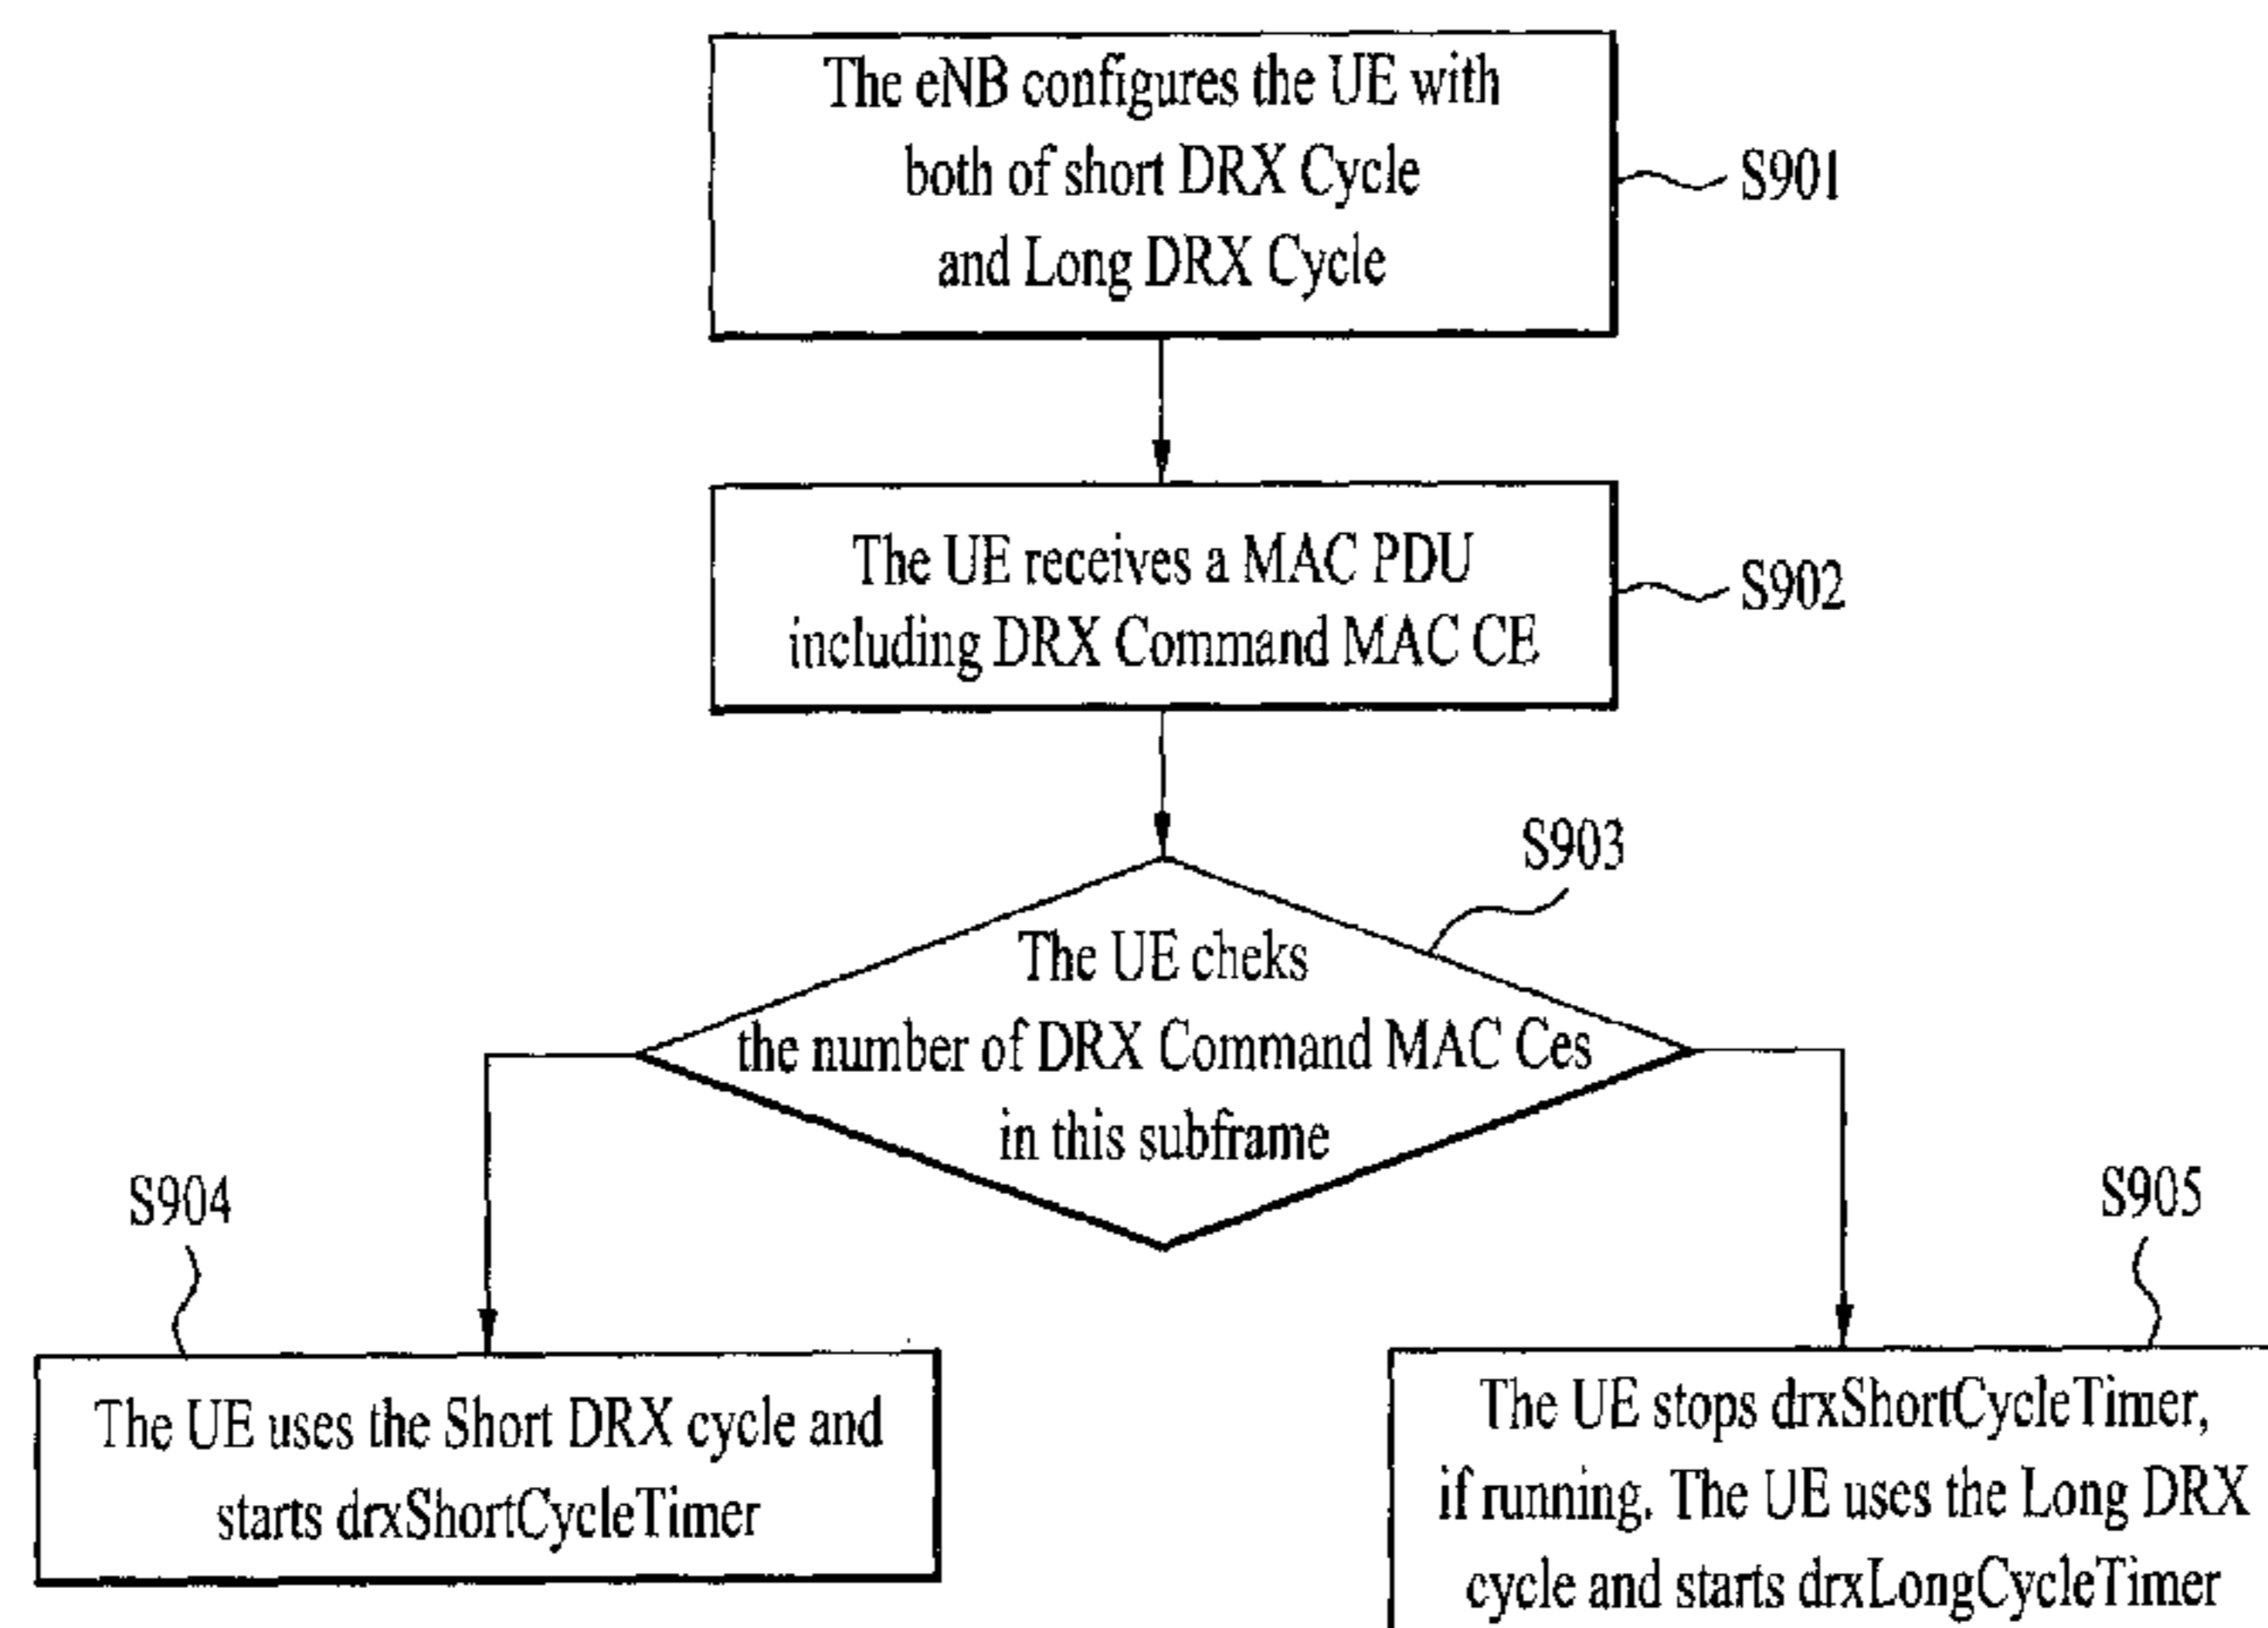 The eNB configures the UE with
both of short DRX Cycle
and Long DRX Cycle
S901
The UE receives a MAC PDU
including DRX Command MAC CE
S902
S903
The UE cheks
the number of DRX Command MAC Ces
in this subframe
S904
S905
The UE uses the Short DRX cycle and
starts drxShortCycleTimer
The UE stops drxShortCycleTimer,
if running. The UE uses the Long DRX
cycle and starts drxLongCycleTimer